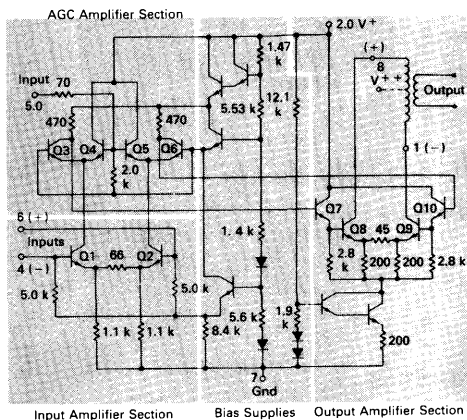 AGC Amplifier Section
2.0 V+
1.47
k
(+)
8
V++
Output
Input
5.0
70
12.1
k
5.53 k
470
470
Q3
Q4
Q5
Q6
2.0
k
1 (-)
Q7
Q8
45
Q9
Q10
6 (+)
Inputs
4 (-)
1.4 k
2.8
k
200
200
2.8 k
Q1
66
Q2
5.0 k
5.0 k
1.1 k
1.1 k
8.4 k
5.6
k
1.9
k
200
7
Gnd
Input Amplifier Section
Bias Supplies
Output Amplifier Section